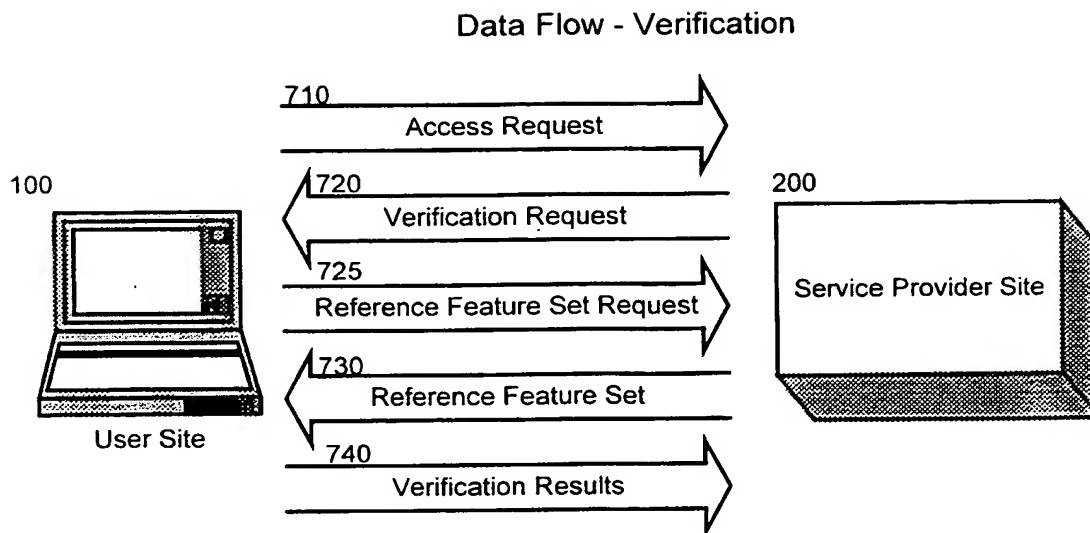 Data Flow - Verification
710
Access Request
100
720
200
Verification Request
725
Service Provider Site
Reference Feature Set Request
730
Reference Feature Set
User Site
740
Verification Results